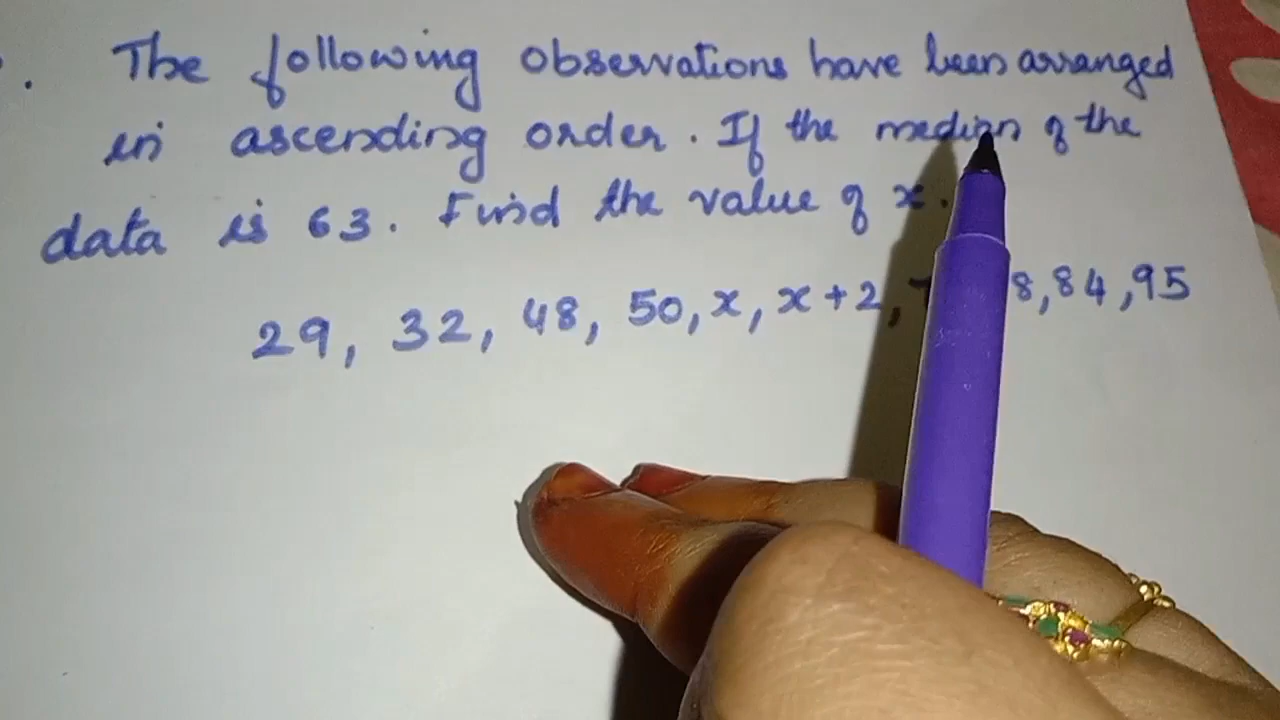 . The following observations have been arranged
in ascending order. If the median of the
data is 63. Find the value of x.
29, 32, 48, 50, x, x+2, 8, 84, 95